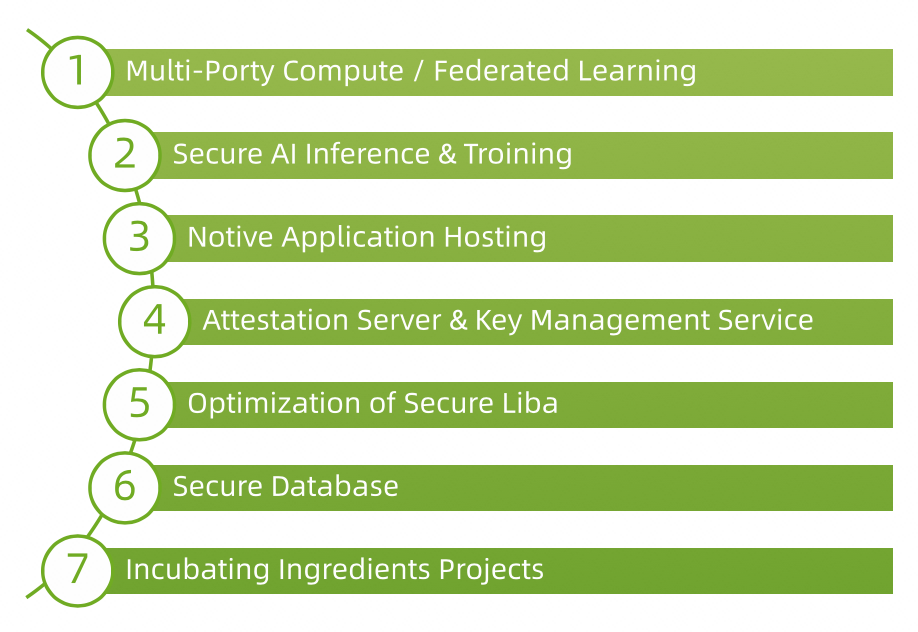 1
Multi-Porty Compute / Federated Learning
2
Secure AI Inference & Troining
3
Notive Application Hosting
4
Attestation Server & Key Management Service
5
Optimization of Secure Liba
6
Secure Database
7
Incubating Ingredients Projects